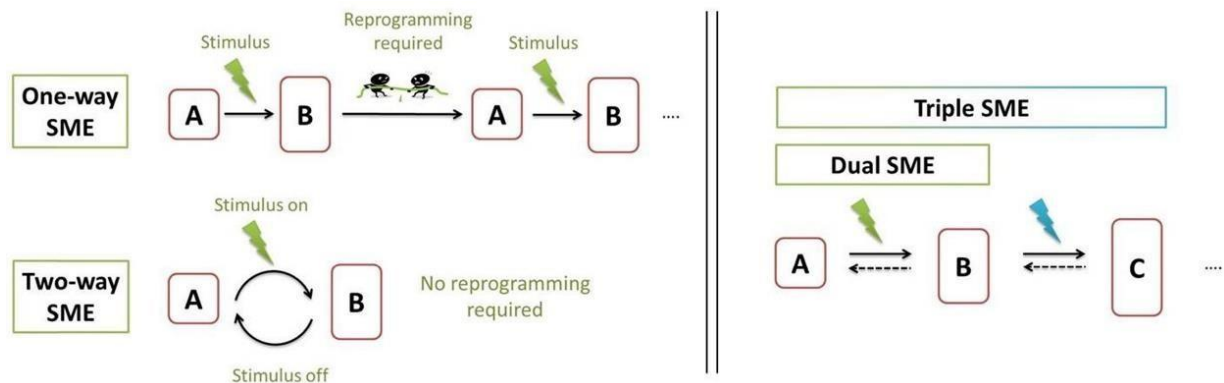 Reprogramming
required
Stimulus
Stimulus
One-way
SME
A
B
A
B
....
Stimulus on
Two-way
SME
A
B
No reprogramming
required
Stimulus off
Triple SME
Dual SME
A
B
C
....